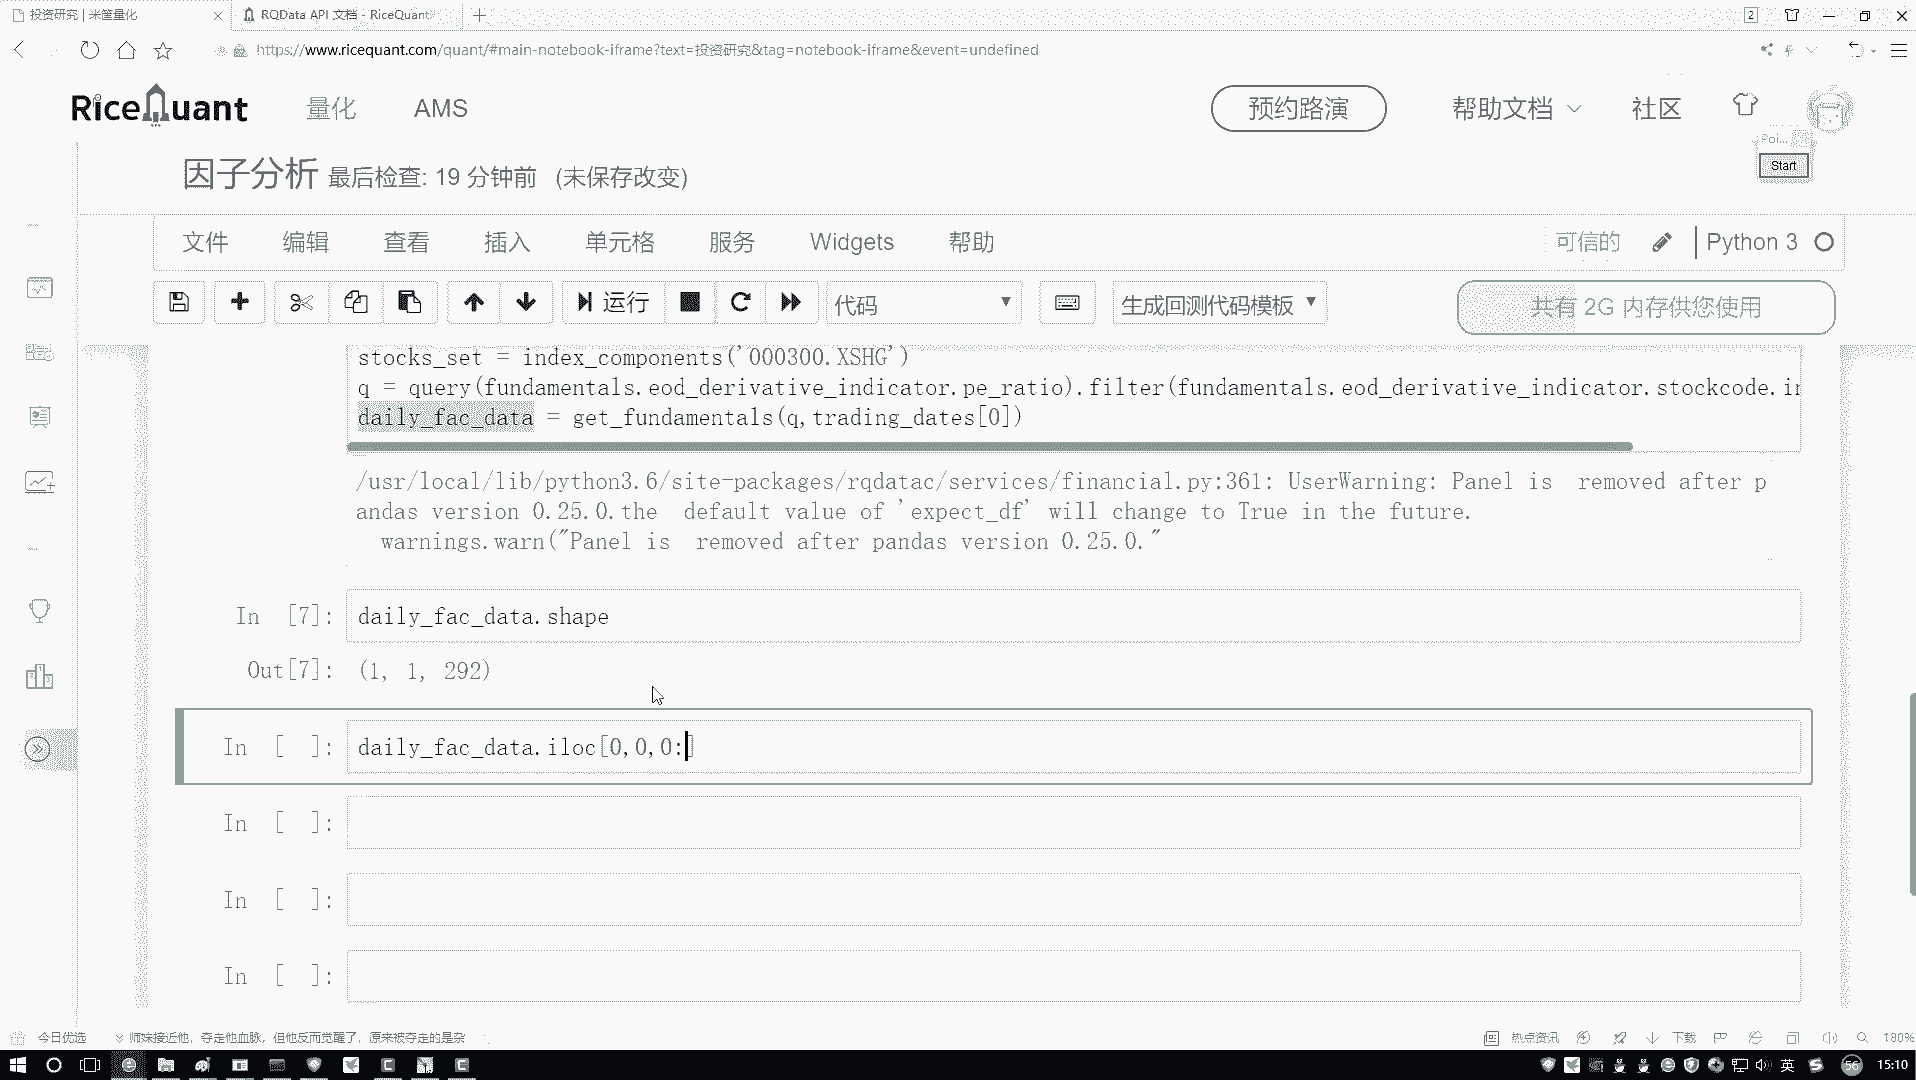 投资研究 | 米筐量化
RQData API 文档 - RiceQuant
2
https://www.ricequant.com/quant/#main-notebook-iframe?text=投资研究&tag=notebook-iframe&event=undefined
RiceQuant 量化 AMS 预约路演 帮助文档 社区
因子分析 最后检查: 19 分钟前 (未保存改变)
Poi...
Start
文件 编辑 查看 插入 单元格 服务 Widgets 帮助 可信的 Python 3
运行 代码 生成回测代码模板 共有 2G 内存供您使用
stocks_set = index_components('000300.XSHG')
q = query(fundamentals.eod_derivative_indicator.pe_ratio).filter(fundamentals.eod_derivative_indicator.stockcode.in
daily_fac_data = get_fundamentals(q,trading_dates[0])
/usr/local/lib/python3.6/site-packages/rqdatac/services/financial.py:361: UserWarning: Panel is  removed after p
andas version 0.25.0.the  default value of 'expect_df' will change to True in the future.
warnings.warn("Panel is  removed after pandas version 0.25.0."
In [7]: daily_fac_data.shape
Out[7]: (1, 1, 292)
In [ ]: daily_fac_data.iloc[0,0,0:]
In [ ]:
In [ ]:
In [ ]:
今日优选 师妹接近他，夺走他血脉，但他反而觉醒了，原来被夺走的是杂 热点资讯 下载 180%
英 56 15:10